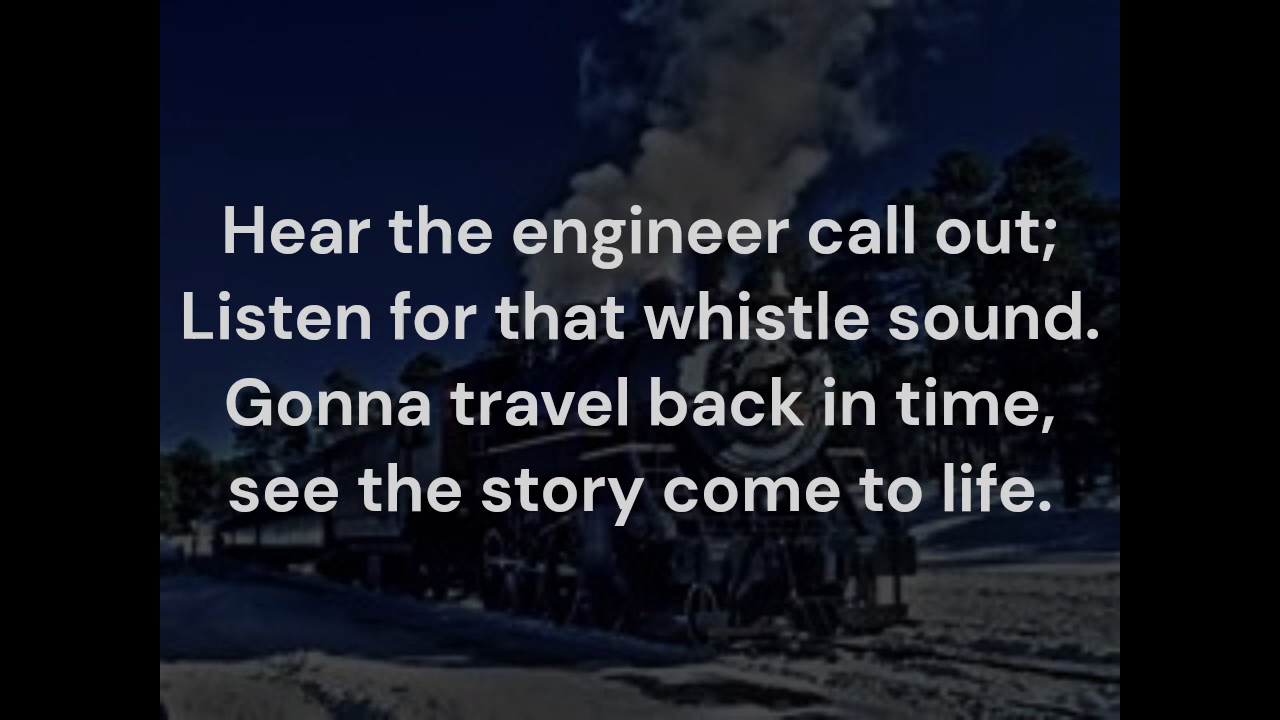 Hear the engineer call out;
Listen for that whistle sound.
Gonna travel back in time,
see the story come to life.